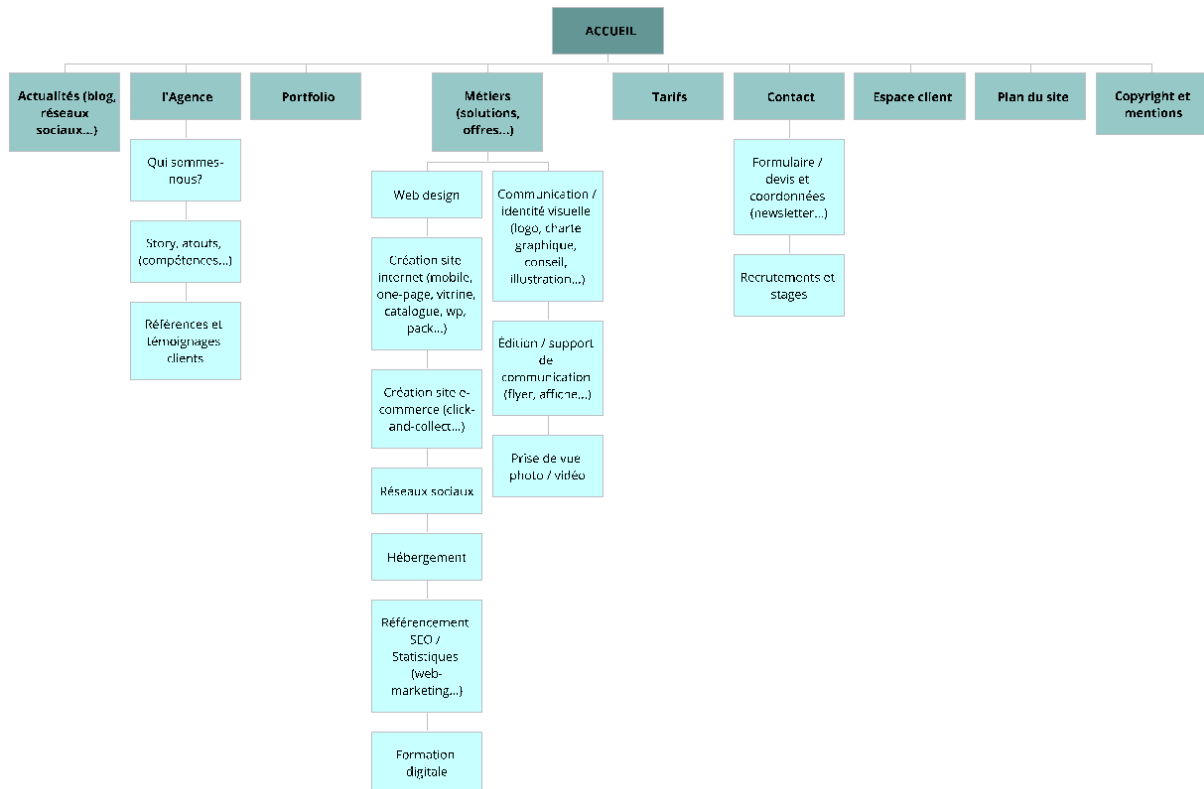 ACCUEIL
Actualités (blog,
réseaux
sociaux...)
l'Agence
Portfolio
Métiers
(solutions,
offres...)
Tarifs
Contact
Espace client
Plan du site
Copyright et
mentions
Qui sommes-
nous?
Story, atouts,
(compétences...)
Références et
témoignages
clients
Web design
Création site
internet (mobile,
one-page, vitrine,
catalogue, wp,
pack...)
Création site e-
commerce (click-
and-collect...)
Réseaux sociaux
Hébergement
Référencement
SEO /
Statistiques
(web-
marketing...)
Formation
digitale
Communication /
identité visuelle
(logo, charte
graphique,
conseil,
illustration...)
Édition / support
de
communication
(flyer, affiche...)
Prise de vue
photo / vidéo
Formulaire /
devis et
coordonnées
(newsletter...)
Recrutements et
stages